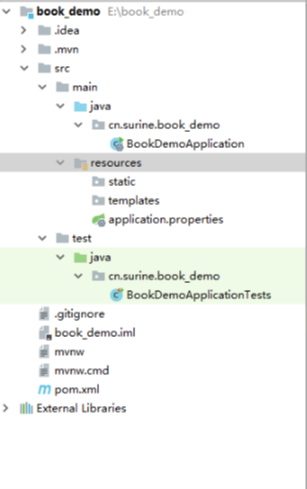 book_demo E:\book_demo
.idea
.mvn
src
main
java
cn.surine.book_demo
BookDemoApplication
resources
static
templates
application.properties
test
java
cn.surine.book_demo
BookDemoApplicationTests
.gitignore
book_demo.iml
mvnw
mvnw.cmd
pom.xml
External Libraries